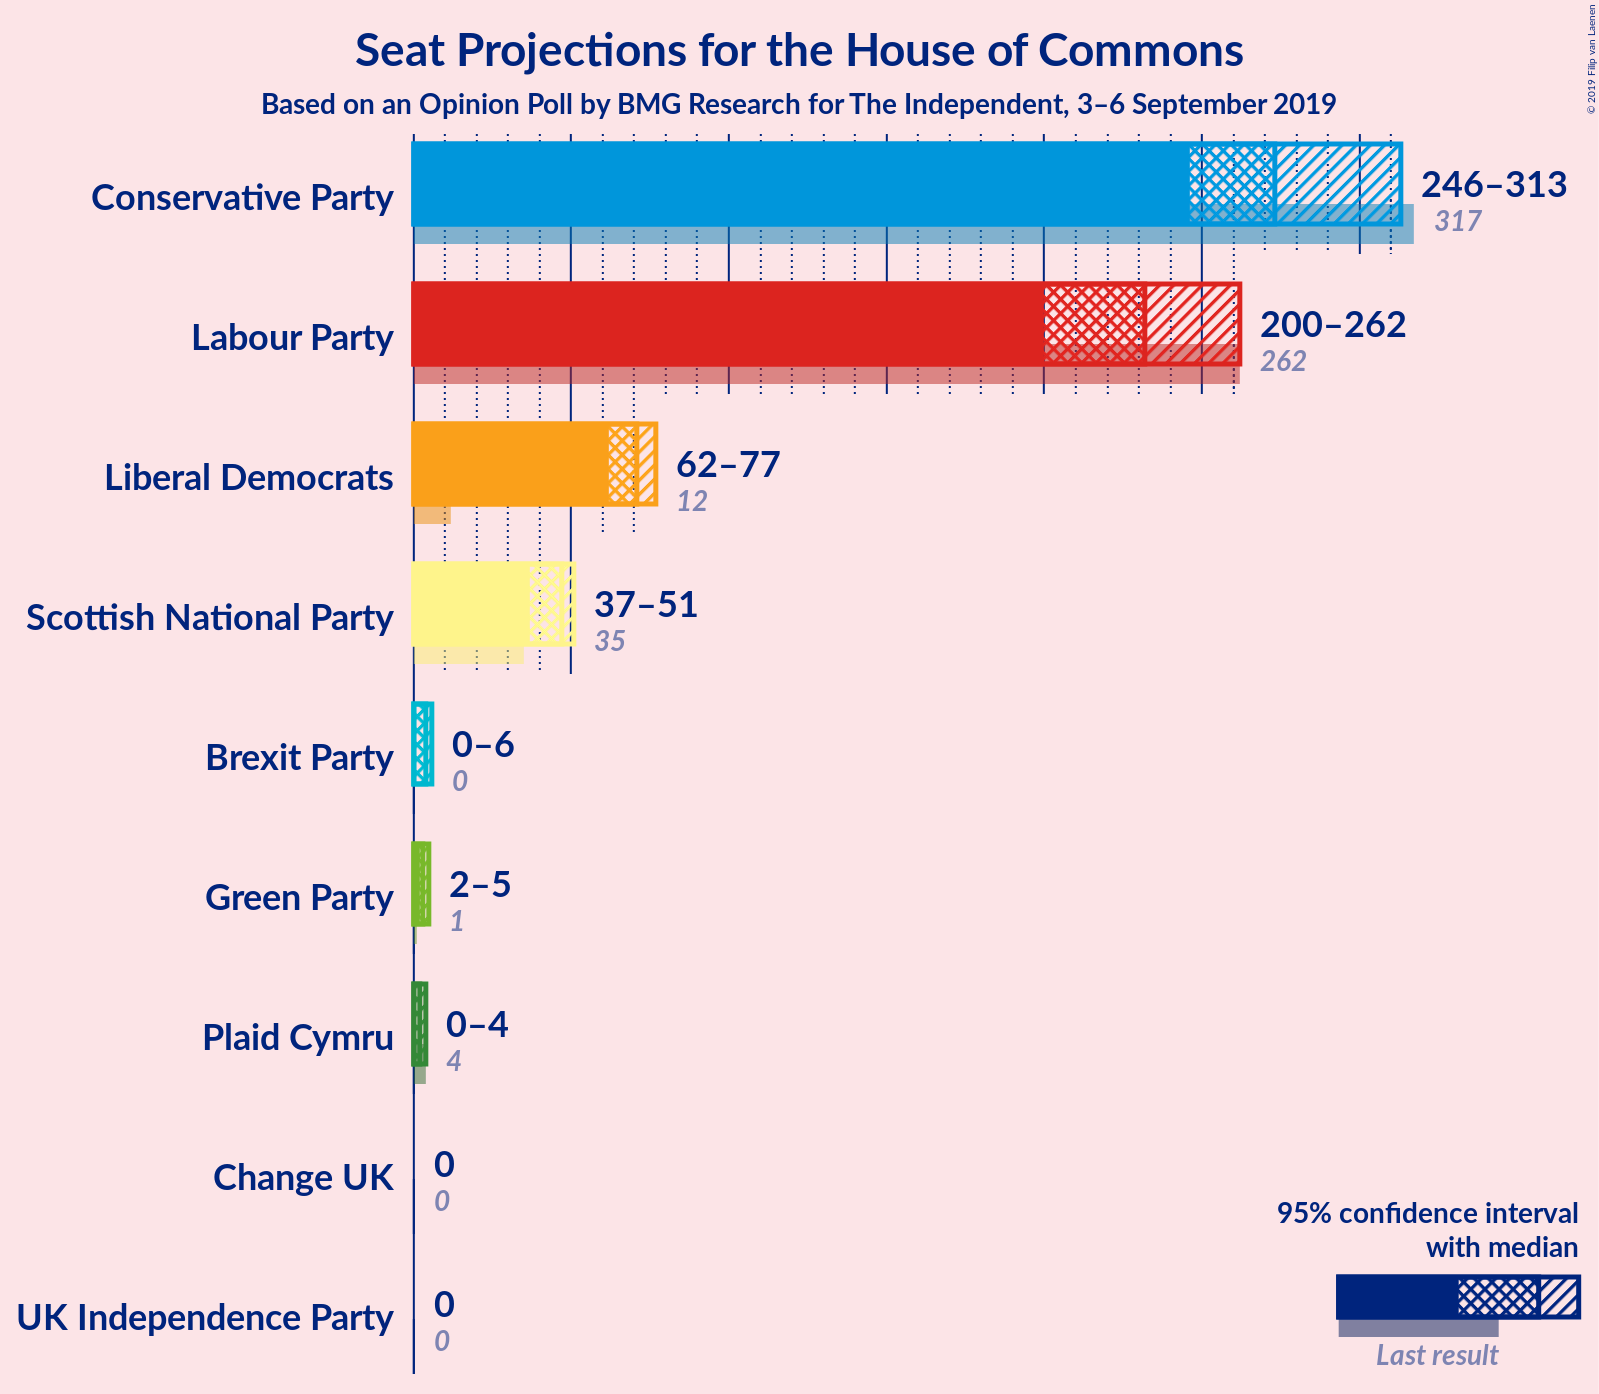 Seat Projections for the House of Commons
Based on an Opinion Poll by BMG Research for The Independent, 3–6 September 2019
© 2019 Filip van Laenen
Conservative Party
246–313
317
Labour Party
200–262
262
Liberal Democrats
62–77
12
Scottish National Party
37–51
35
Brexit Party
0–6
0
Green Party
2–5
1
Plaid Cymru
0–4
4
Change UK
0
0
UK Independence Party
0
0
95% confidence interval
with median
Last result